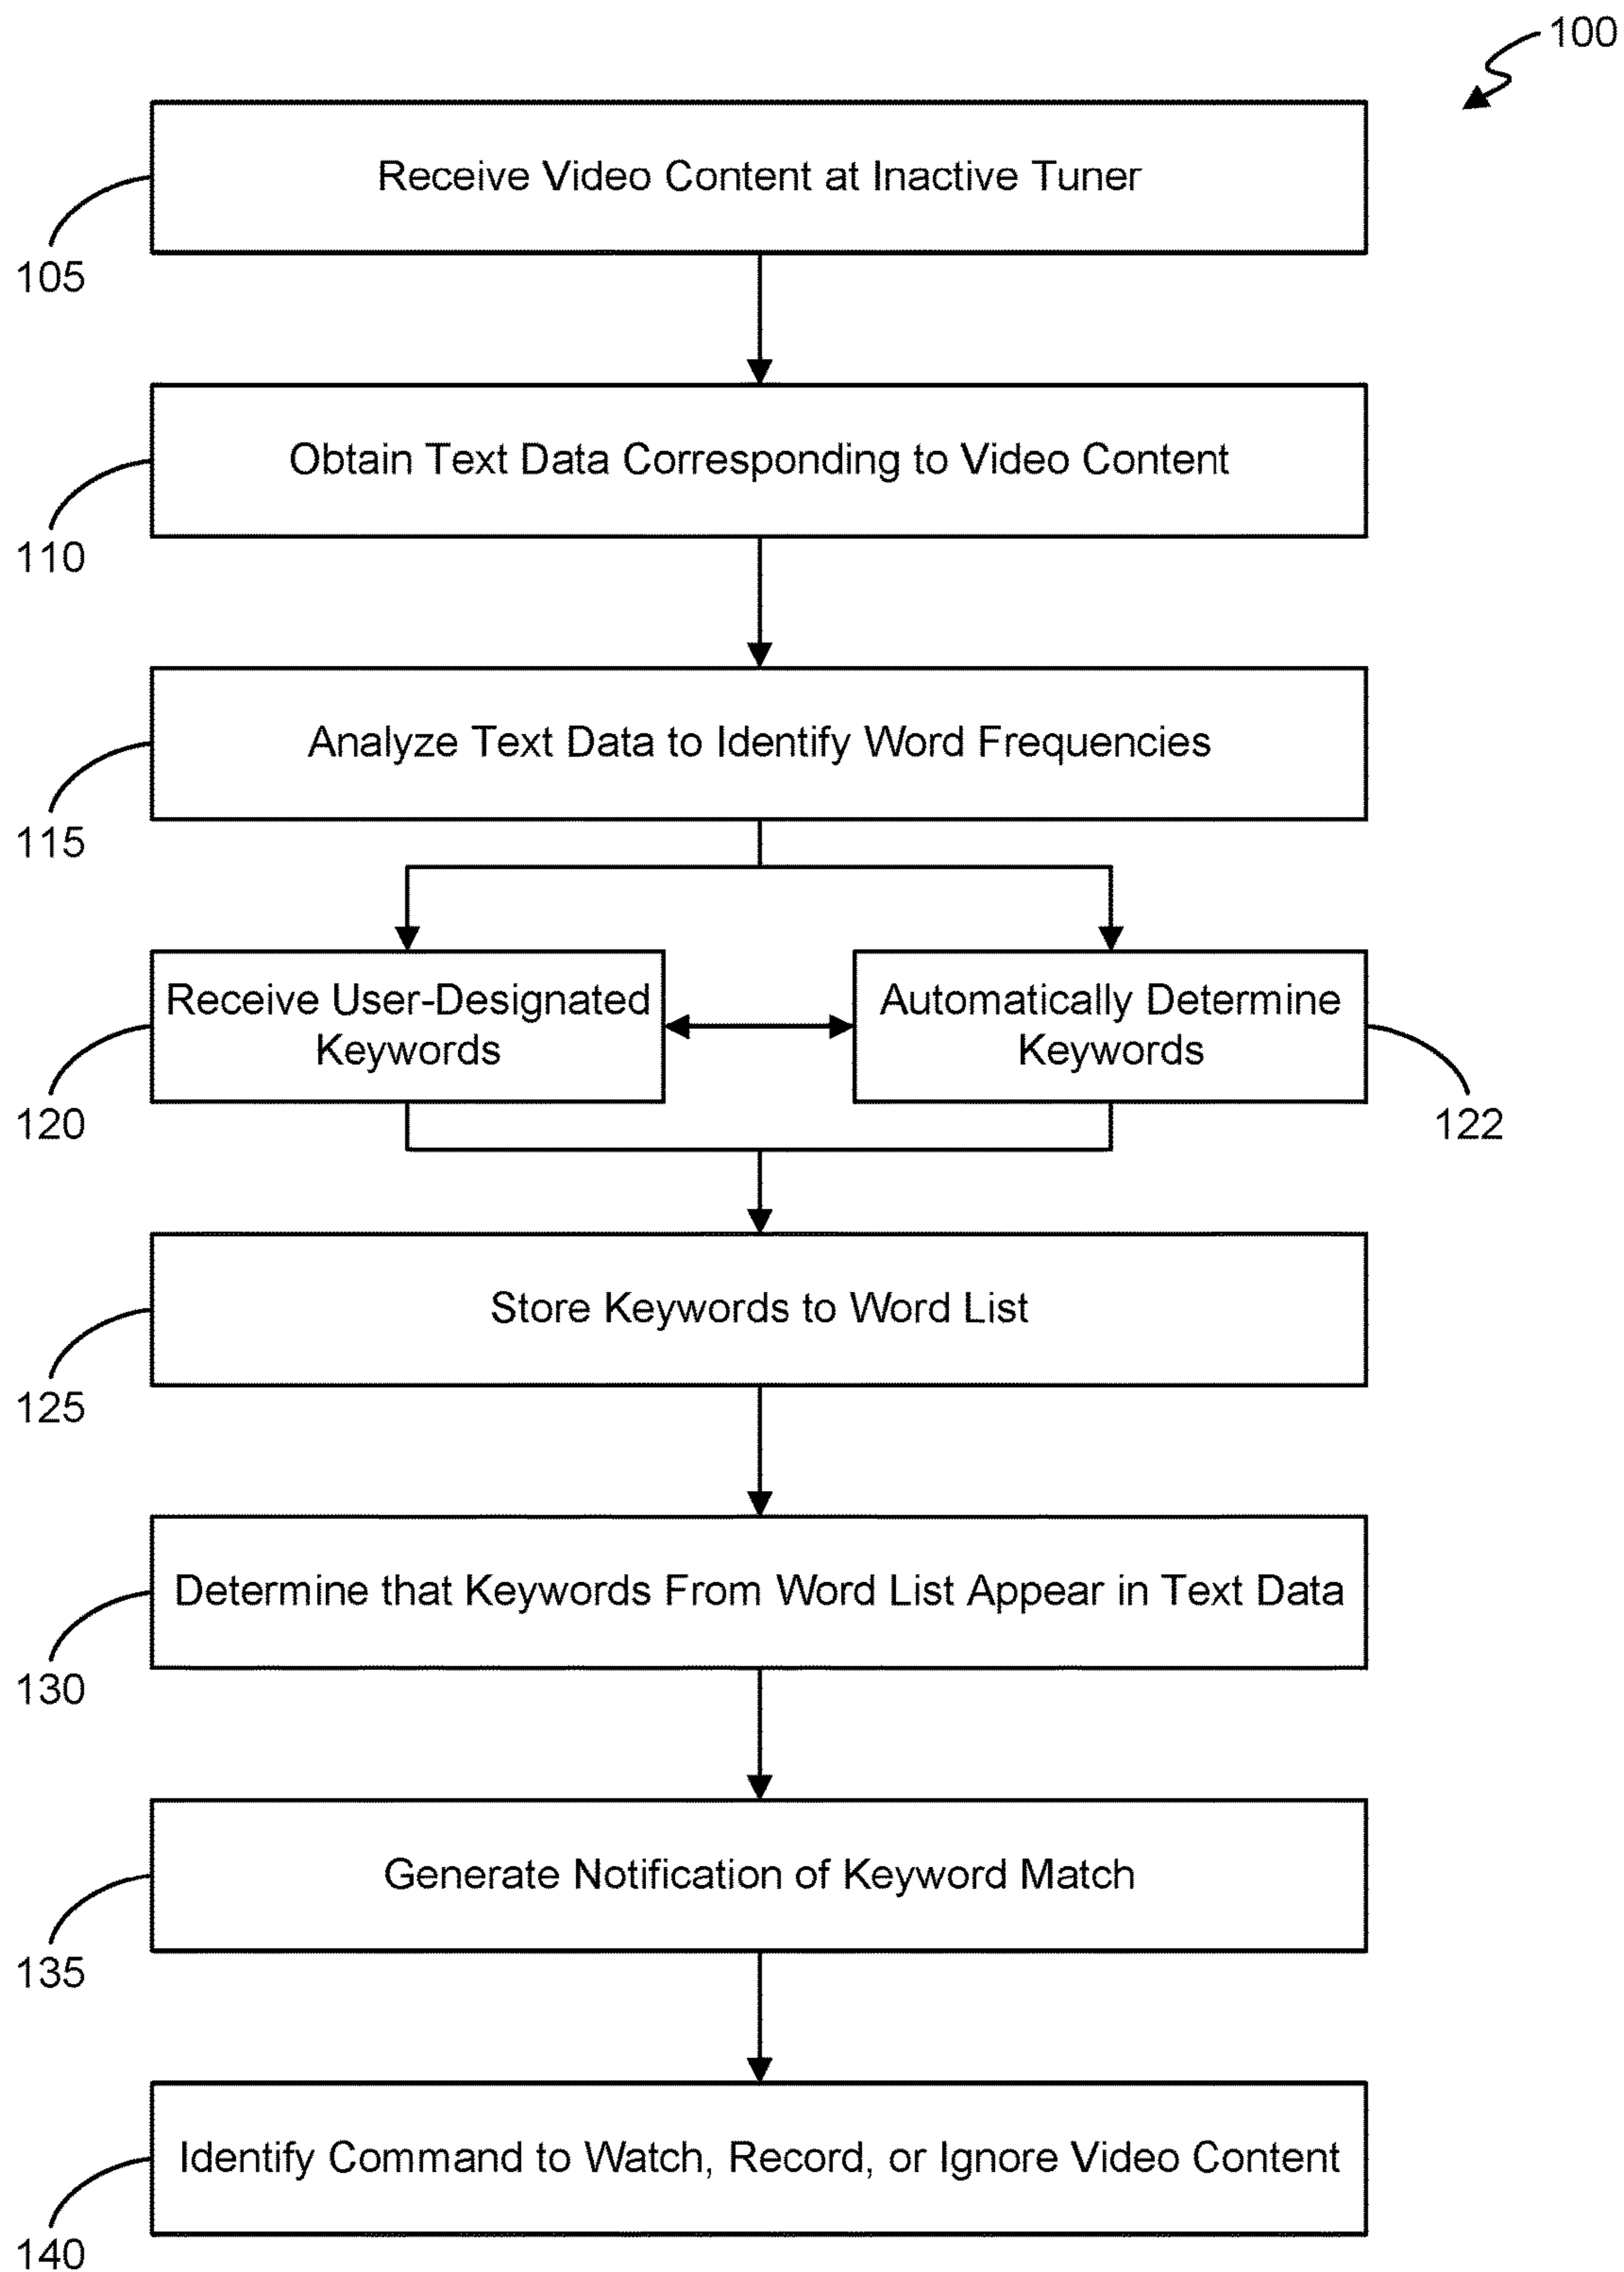 100
Receive Video Content at Inactive Tuner
105
Obtain Text Data Corresponding to Video Content
110
Analyze Text Data to Identify Word Frequencies
115
Receive User-Designated
Keywords
120
Automatically Determine
Keywords
122
Store Keywords to Word List
125
Determine that Keywords From Word List Appear in Text Data
130
Generate Notification of Keyword Match
135
Identify Command to Watch, Record, or Ignore Video Content
140